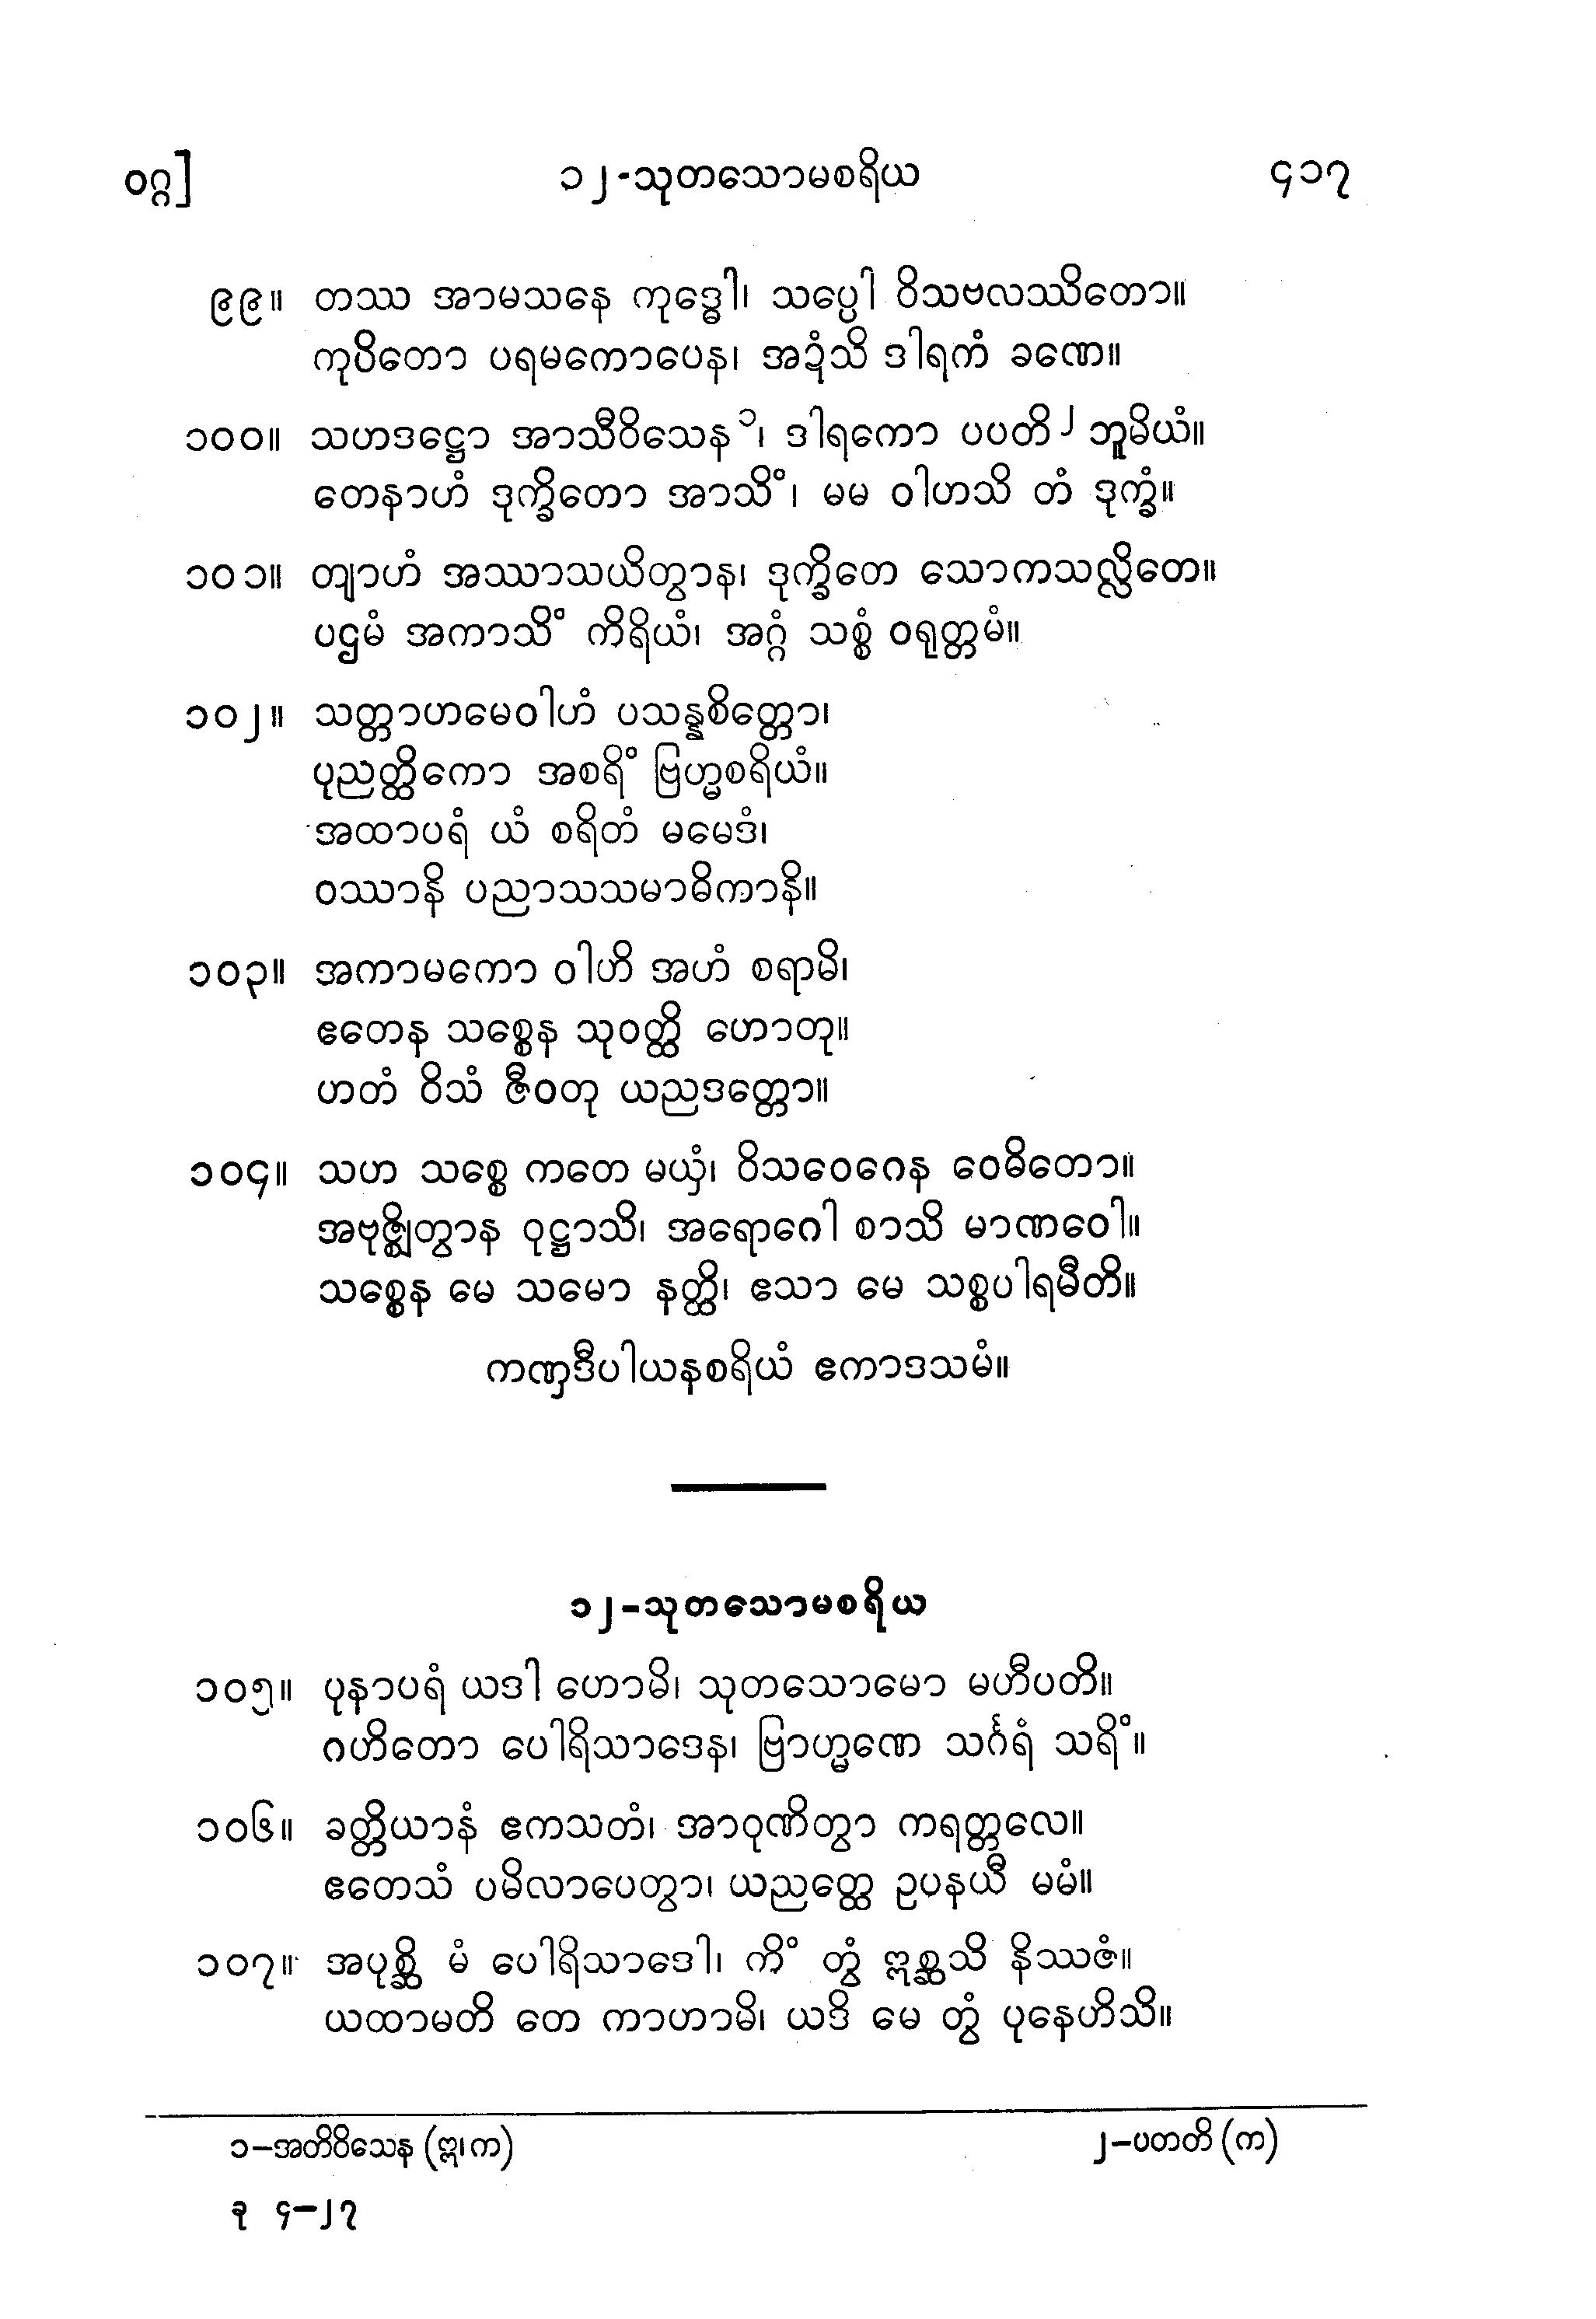 ဝဂ္ဂ]
၁၂-သုတသောမစရိယ
၄၁၇
၉၉။ တဿ အာမသနေ ကုဒ္ဓေါ၊ သပ္ပေါ ဝိသဗလဿိတော။
ကုပိတော ပရမကောပေန၊ အဍံသိ ဒါရကံ ခဏေ။
၁၀၀။ သဟဒဋ္ဌော အာသီဝိသေန၁၊ ဒါရကော ပပတိ၂ ဘူမိယံ။
တေနာဟံ ဒုက္ခိတော အာသိံ၊ မမ ဝါဟသိ တံ ဒုက္ခံ။
၁၀၁။ တျာဟံ အဿာသယိတွာန၊ ဒုက္ခိတေ သောကသလ္လိတေ။
ပဌမံ အကာသိံ ကိရိယံ၊ အဂ္ဂံ သစ္စံ ဝရုတ္တမံ။
၁၀၂။ သတ္တာဟမေဝါဟံ ပသန္နစိတ္တော၊
ပုညတ္ထိကော အစရိံ ဗြဟ္မစရိယံ။
အထာပရံ ယံ စရိတံ မမေဒံ၊
ဝဿာနိ ပညာသသမာဓိကာနိ။
၁၀၃။ အကာမကော ဝါဟိ အဟံ စရာမိ၊
ဧတေန သစ္စေန သုဝတ္ထိ ဟောတု။
ဟတံ ဝိသံ ဇီဝတု ယညဒတ္တော။
၁၀၄။ သဟ သစ္စေ ကတေ မယှံ၊ ဝိသဝေဂေန ဝေဓိတော။
အဗုဇ္ဈိတွာန ဝုဋ္ဌာသိ၊ အရောဂေါ စာသိ မာဏဝေါ။
သစ္စေန မေ သမော နတ္ထိ၊ ဧသာ မေ သစ္စပါရမီတိ။
ကဏှဒီပါယနစရိယံ ဧကာဒသမံ။
၁၂-သုတသောမစရိယ
၁၀၅။ ပုနာပရံ ယဒါ ဟောမိ၊ သုတသောမော မဟီပတိ။
ဂဟိတော ပေါရိသာဒေန၊ ဗြာဟ္မဏေ သင်္ဂရံ သရိံ။
၁၀၆။ ခတ္တိယာနံ ဧကသတံ၊ အာဝုဏိတွာ ကရတ္တလေ။
ဧတေသံ ပမိလာပေတွာ၊ ယညတ္ထေ ဥပနယီ မမံ။
၁၀၇။ အပုစ္ဆိ မံ ပေါရိသာဒေါ၊ ကိံ တွံ ဣစ္ဆသိ နိဿဇံ။
ယထာမတိ တေ ကာဟာမိ၊ ယဒိ မေ တွံ ပုနေဟိသိ။
၁-အတိဝိသေန (ဣ၊ က)
၂-ပတတိ (က)
ခု ၄-၂၇